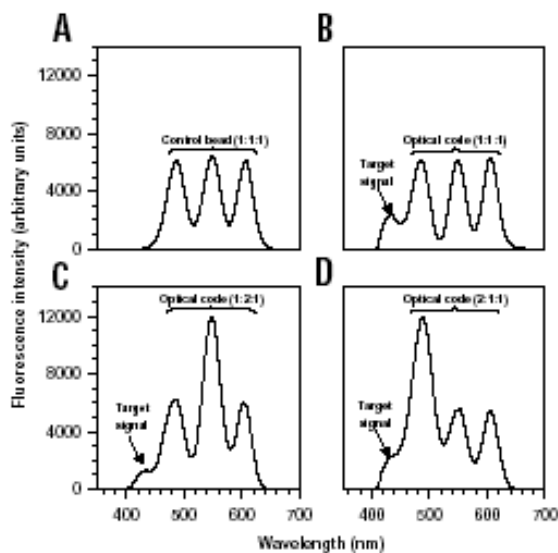 A
B
12000
8000
4000
0
Control bead (1:1:1)
Optical code (1:1:1)
Target
signal
Fluorescence intensity (arbitrary units)
C
D
12000
8000
4000
0
Optical code (1:2:1)
Optical code (2:1:1)
Target
signal
Target
signal
400 500 600 700
400 500 600 700
Wavelength (nm)